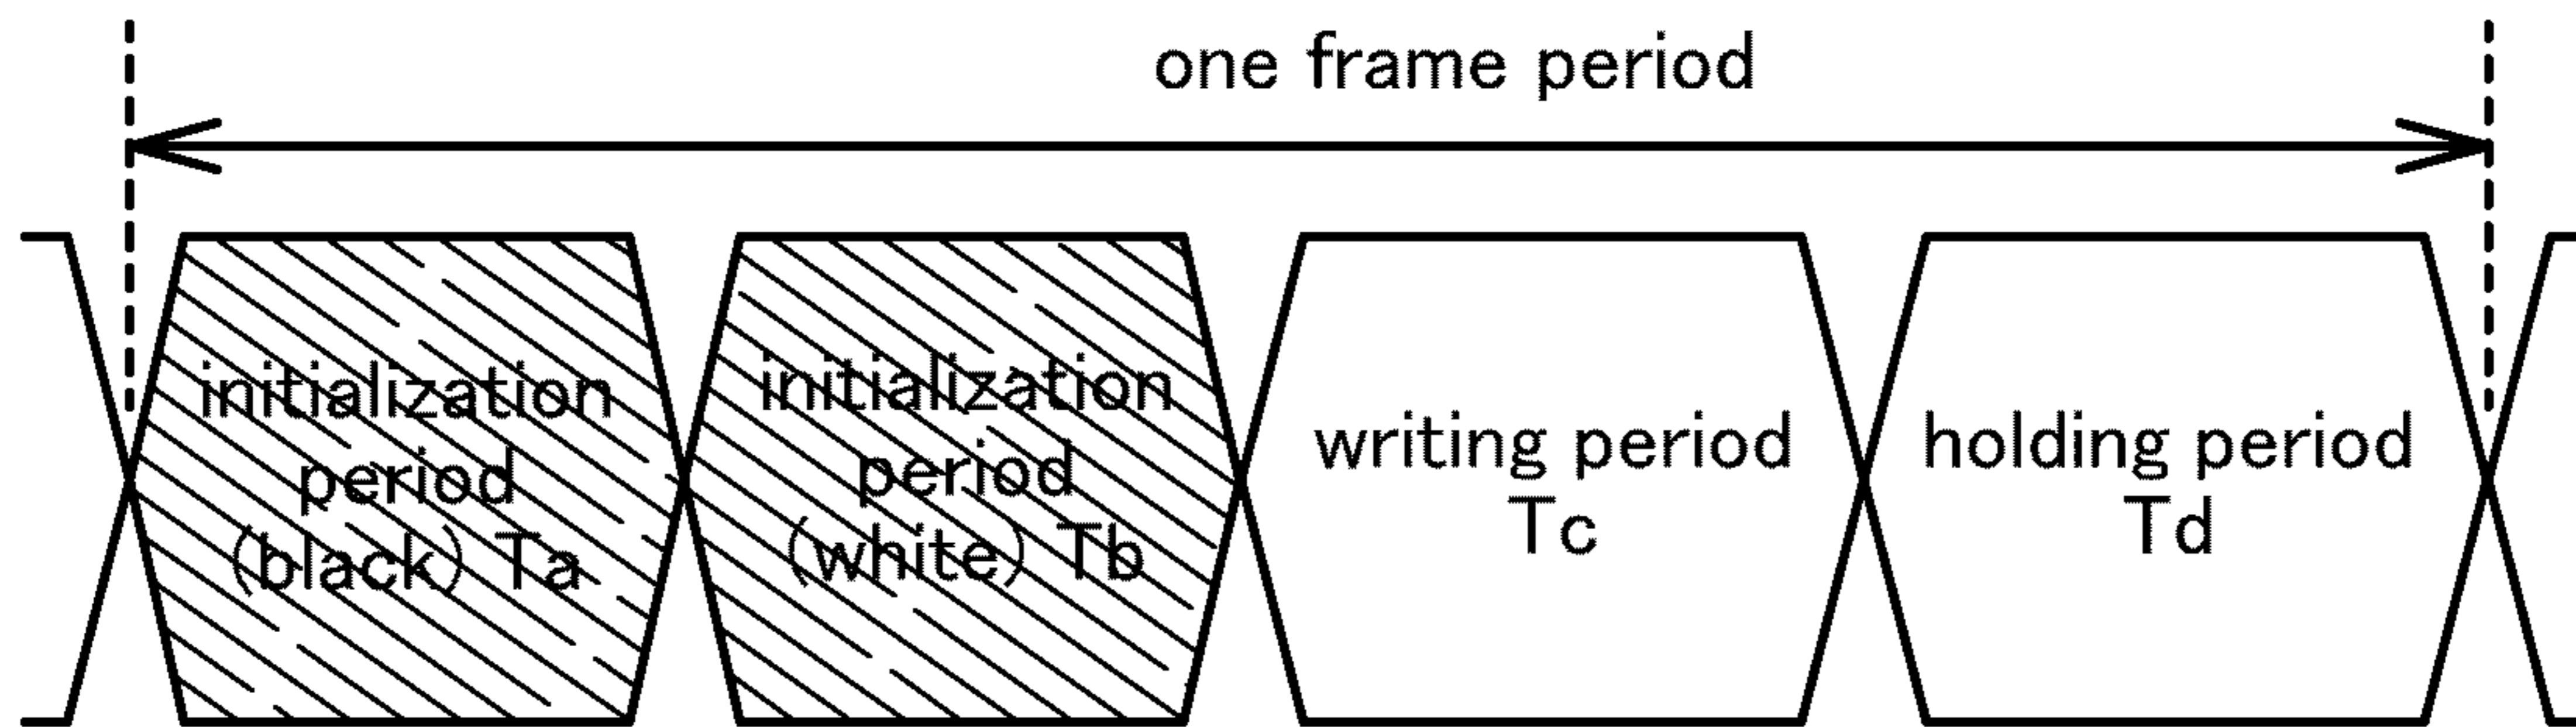 one frame period
initialization
period
(black) Ta
initialization
period
(white) Tb
writing period
Tc
holding period
Td